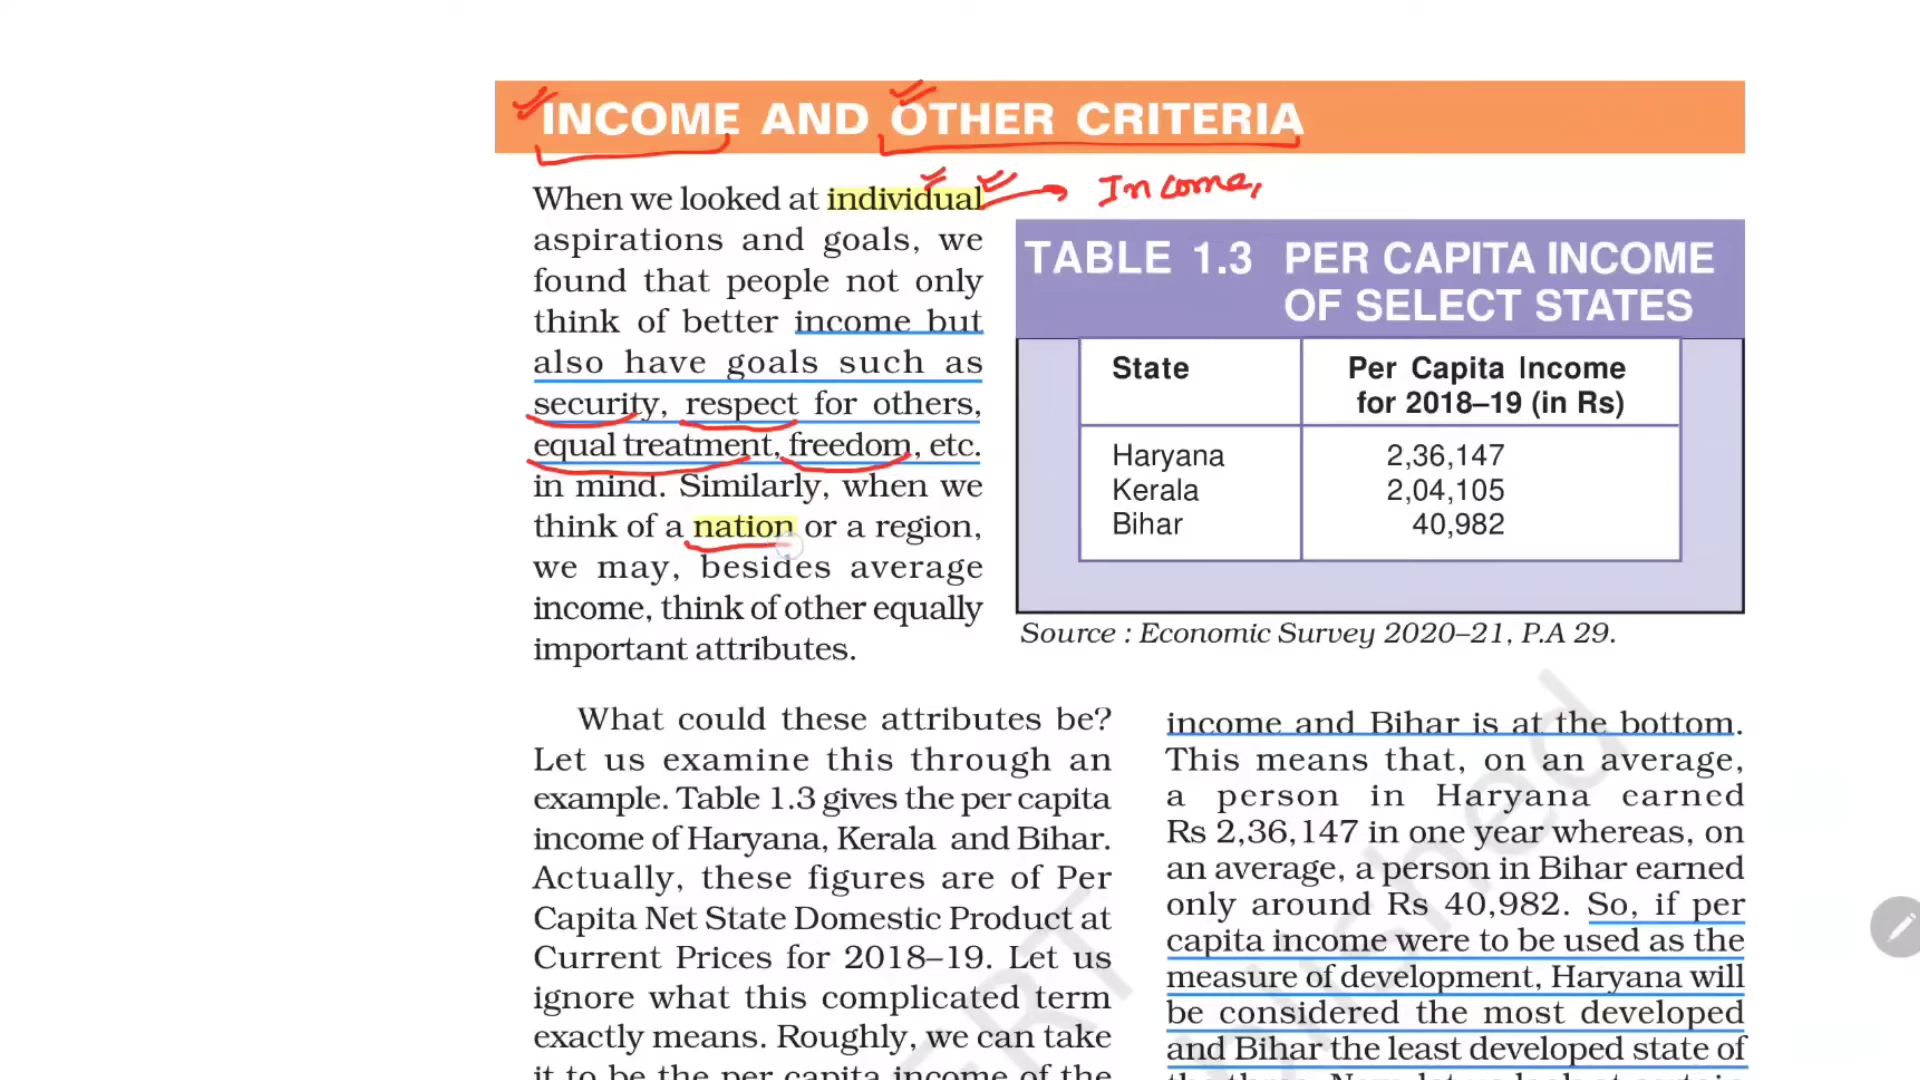 INCOME AND OTHER CRITERIA
When we looked at individual
aspirations and goals, we
found that people not only
think of better income but
also have goals such as
security, respect for others,
equal treatment, freedom, etc.
in mind. Similarly, when we
think of a nation or a region,
we may, besides average
income, think of other equally
important attributes.
Income,
TABLE 1.3 PER CAPITA INCOME
OF SELECT STATES
State Per Capita Income
for 2018–19 (in Rs)
Haryana 2,36,147
Kerala 2,04,105
Bihar 40,982
Source : Economic Survey 2020–21, P.A 29.
What could these attributes be?
Let us examine this through an
example. Table 1.3 gives the per capita
income of Haryana, Kerala and Bihar.
Actually, these figures are of Per
Capita Net State Domestic Product at
Current Prices for 2018–19. Let us
ignore what this complicated term
exactly means. Roughly, we can take
it to be the per capita income of the
income and Bihar is at the bottom.
This means that, on an average,
a person in Haryana earned
Rs 2,36,147 in one year whereas, on
an average, a person in Bihar earned
only around Rs 40,982. So, if per
capita income were to be used as the
measure of development, Haryana will
be considered the most developed
and Bihar the least developed state of